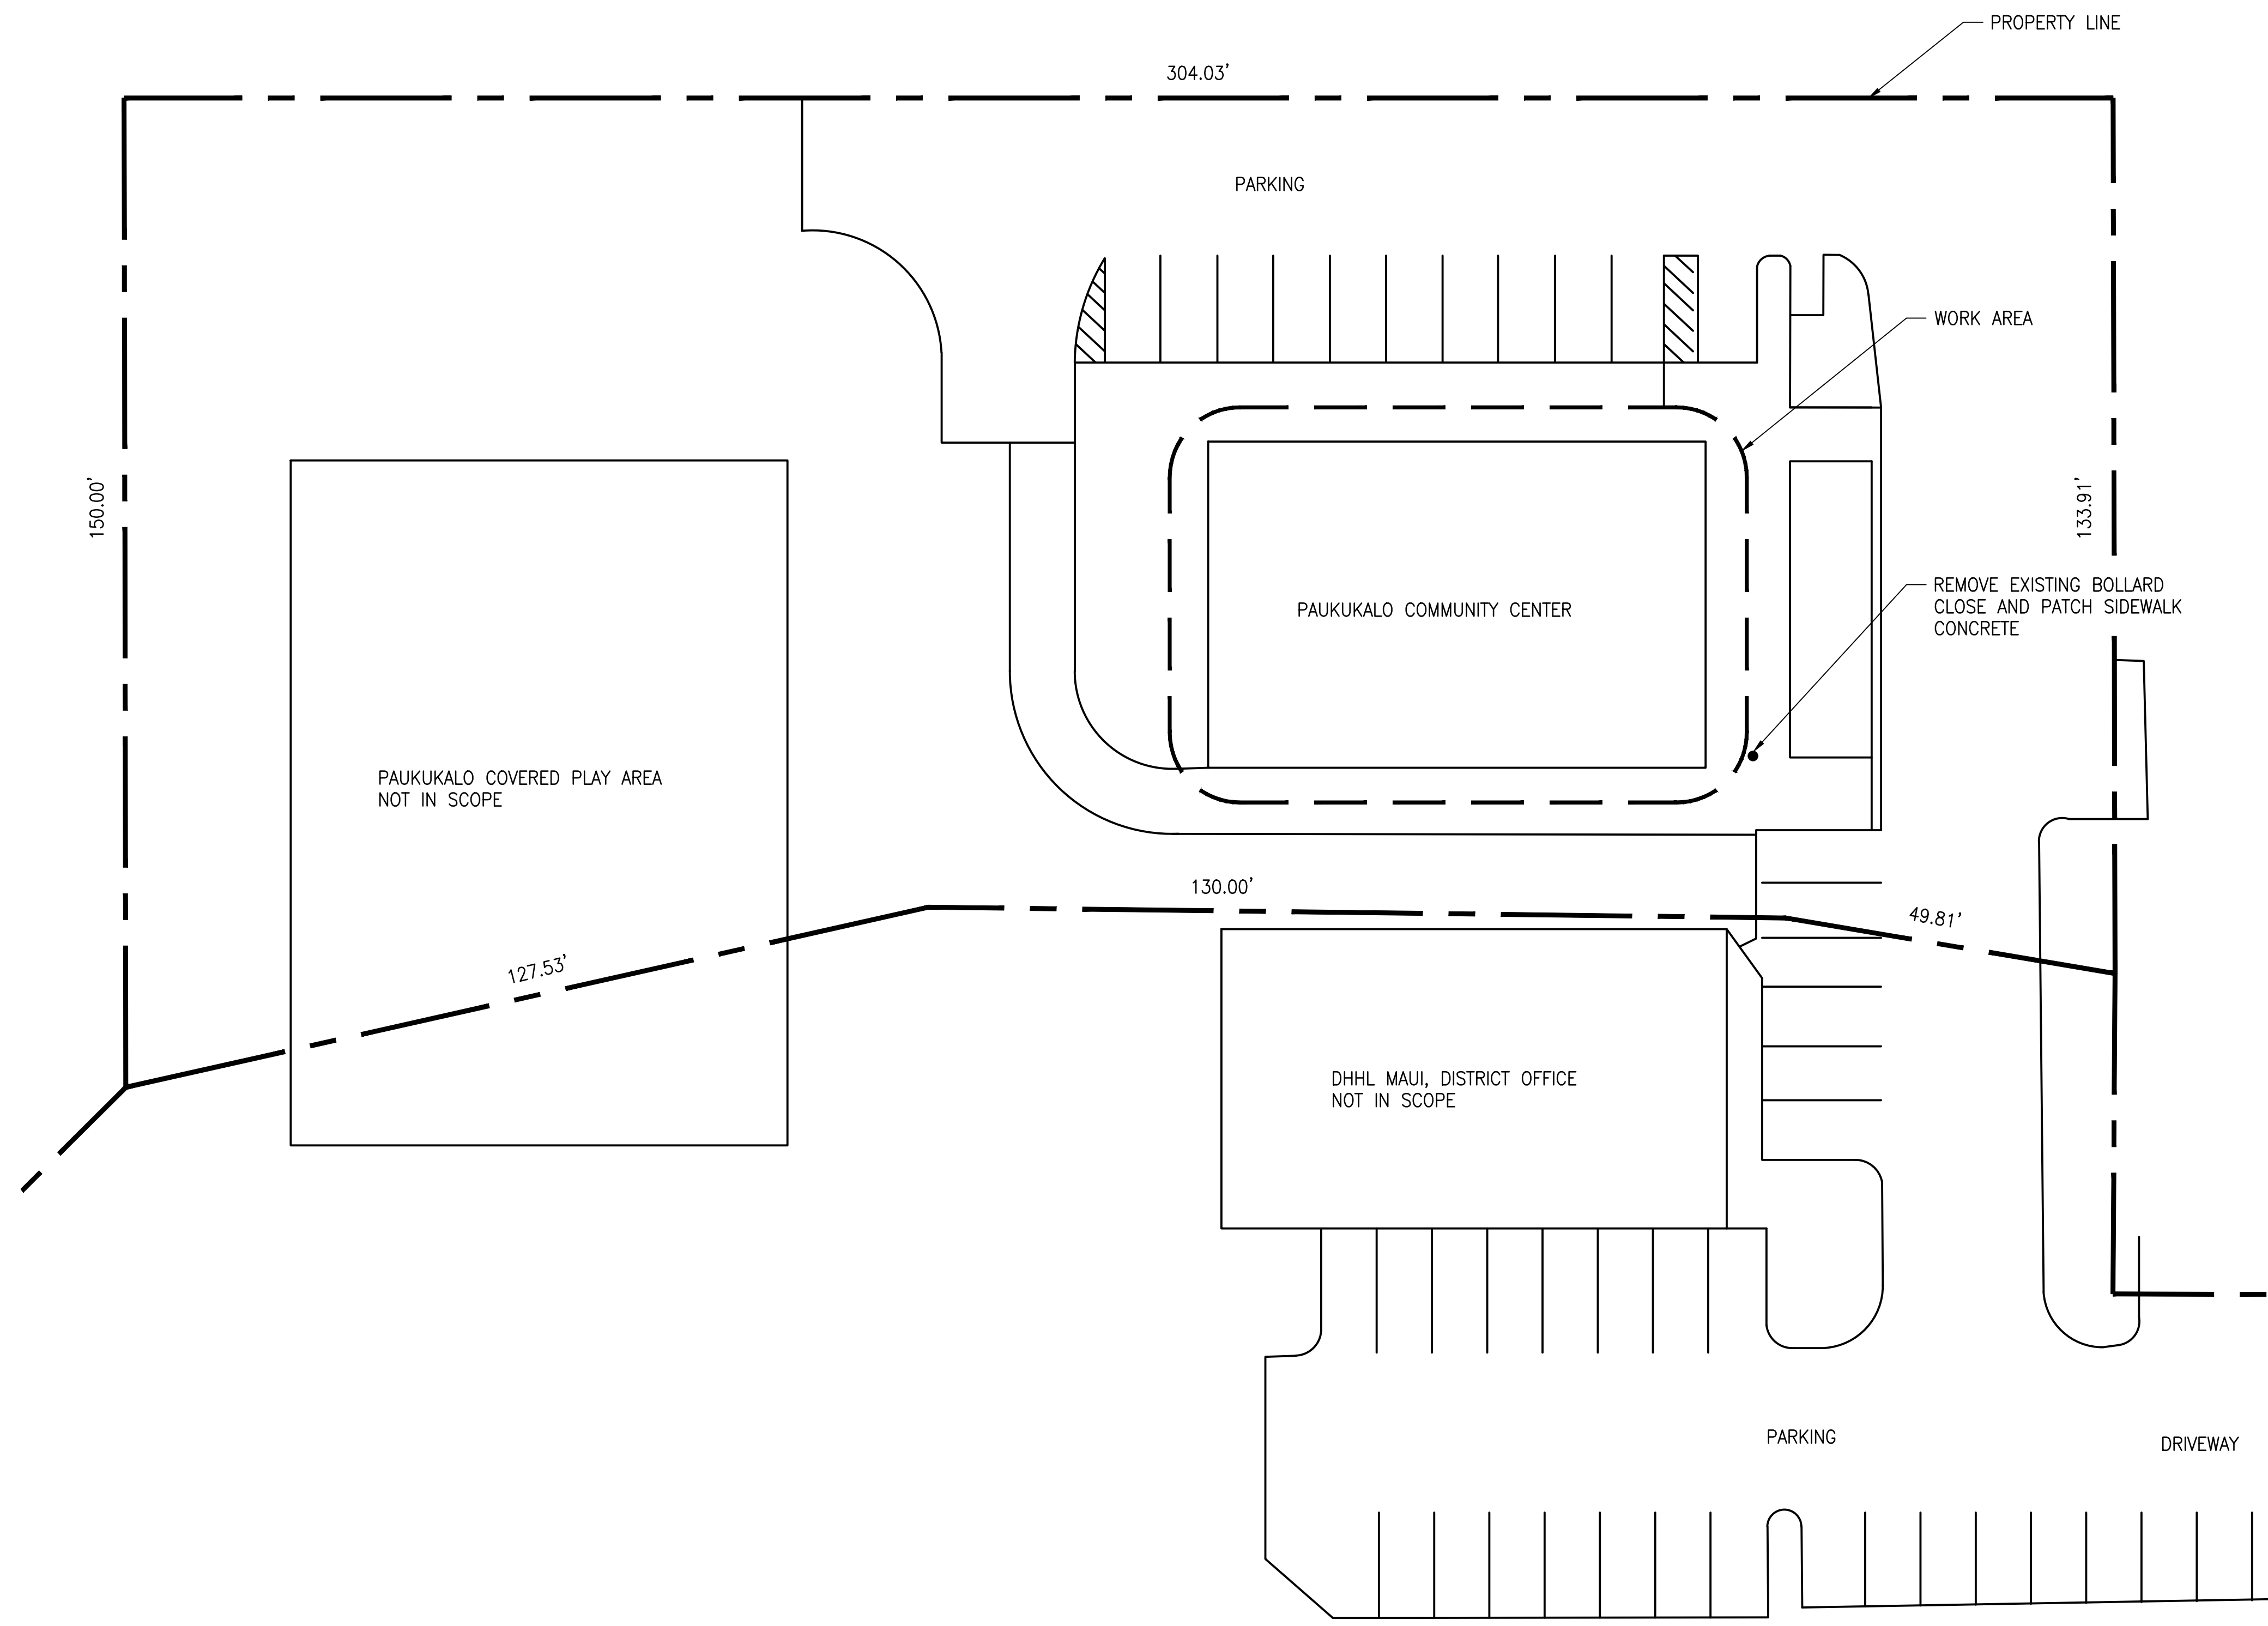 PROPERTY LINE
304.03'
PARKING
WORK AREA
150.00'
133.91'
REMOVE EXISTING BOLLARD
CLOSE AND PATCH SIDEWALK
CONCRETE
PAUKUKALO COMMUNITY CENTER
PAUKUKALO COVERED PLAY AREA
NOT IN SCOPE
130.00'
49.81'
127.53'
DHHL MAUI, DISTRICT OFFICE
NOT IN SCOPE
PARKING
DRIVEWAY